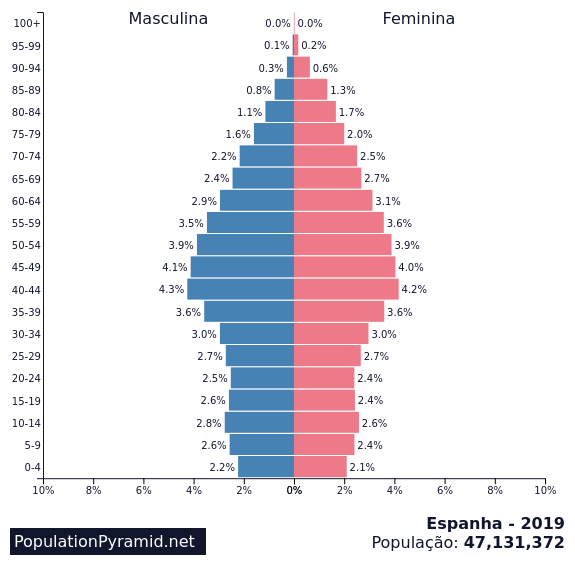 Masculina Feminina
100+ 0.0% 0.0%
95-99 0.1% 0.2%
90-94 0.3% 0.6%
85-89 0.8% 1.3%
80-84 1.1% 1.7%
75-79 1.6% 2.0%
70-74 2.2% 2.5%
65-69 2.4% 2.7%
60-64 2.9% 3.1%
55-59 3.5% 3.6%
50-54 3.9% 3.9%
45-49 4.1% 4.0%
40-44 4.3% 4.2%
35-39 3.6% 3.6%
30-34 3.0% 3.0%
25-29 2.7% 2.7%
20-24 2.5% 2.4%
15-19 2.6% 2.4%
10-14 2.8% 2.6%
5-9 2.6% 2.4%
0-4 2.2% 2.1%
10% 8% 6% 4% 2% 0% 2% 4% 6% 8% 10%
Espanha - 2019
PopulationPyramid.net População: 47,131,372